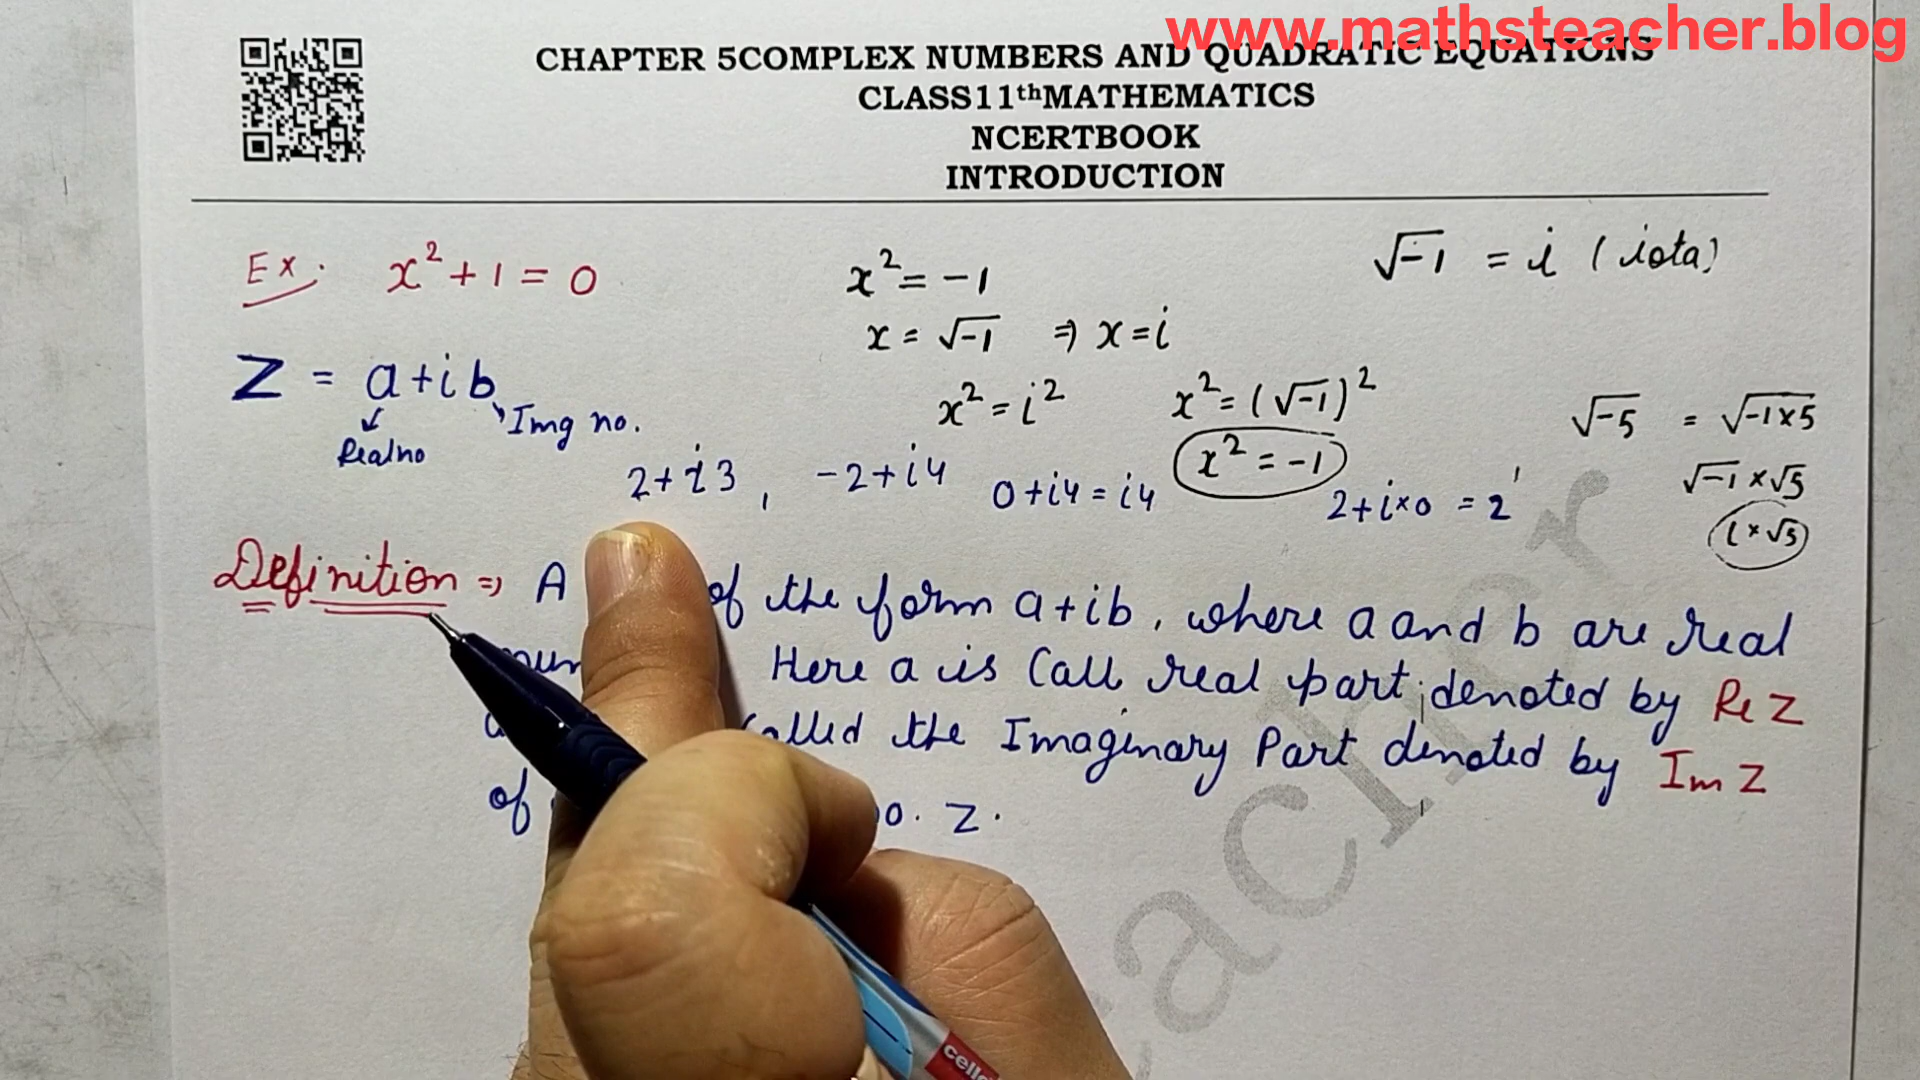 www.mathsteacher.blog
CHAPTER 5COMPLEX NUMBERS AND QUADRATIC EQUATIONS
CLASS11thMATHEMATICS
NCERTBOOK
INTRODUCTION
Ex. x² + 1 = 0
x² = -1
√-1 = i (iota)
x = √-1 ⇒ x = i
Z = a+ib
Real no
Img no.
x² = i²
x² = (√-1)²
x² = -1
√-5 = √-1×5
√-1 × √5
i × √5
2+i3, -2+i4 0+i4 = i4 2+i×0 = 2
Definition ⇒ A of the form a+ib, where a and b are real
Here a is Call real part, denoted by Re Z
the Imaginary Part denoted by Im Z
of Z.
acher
cello